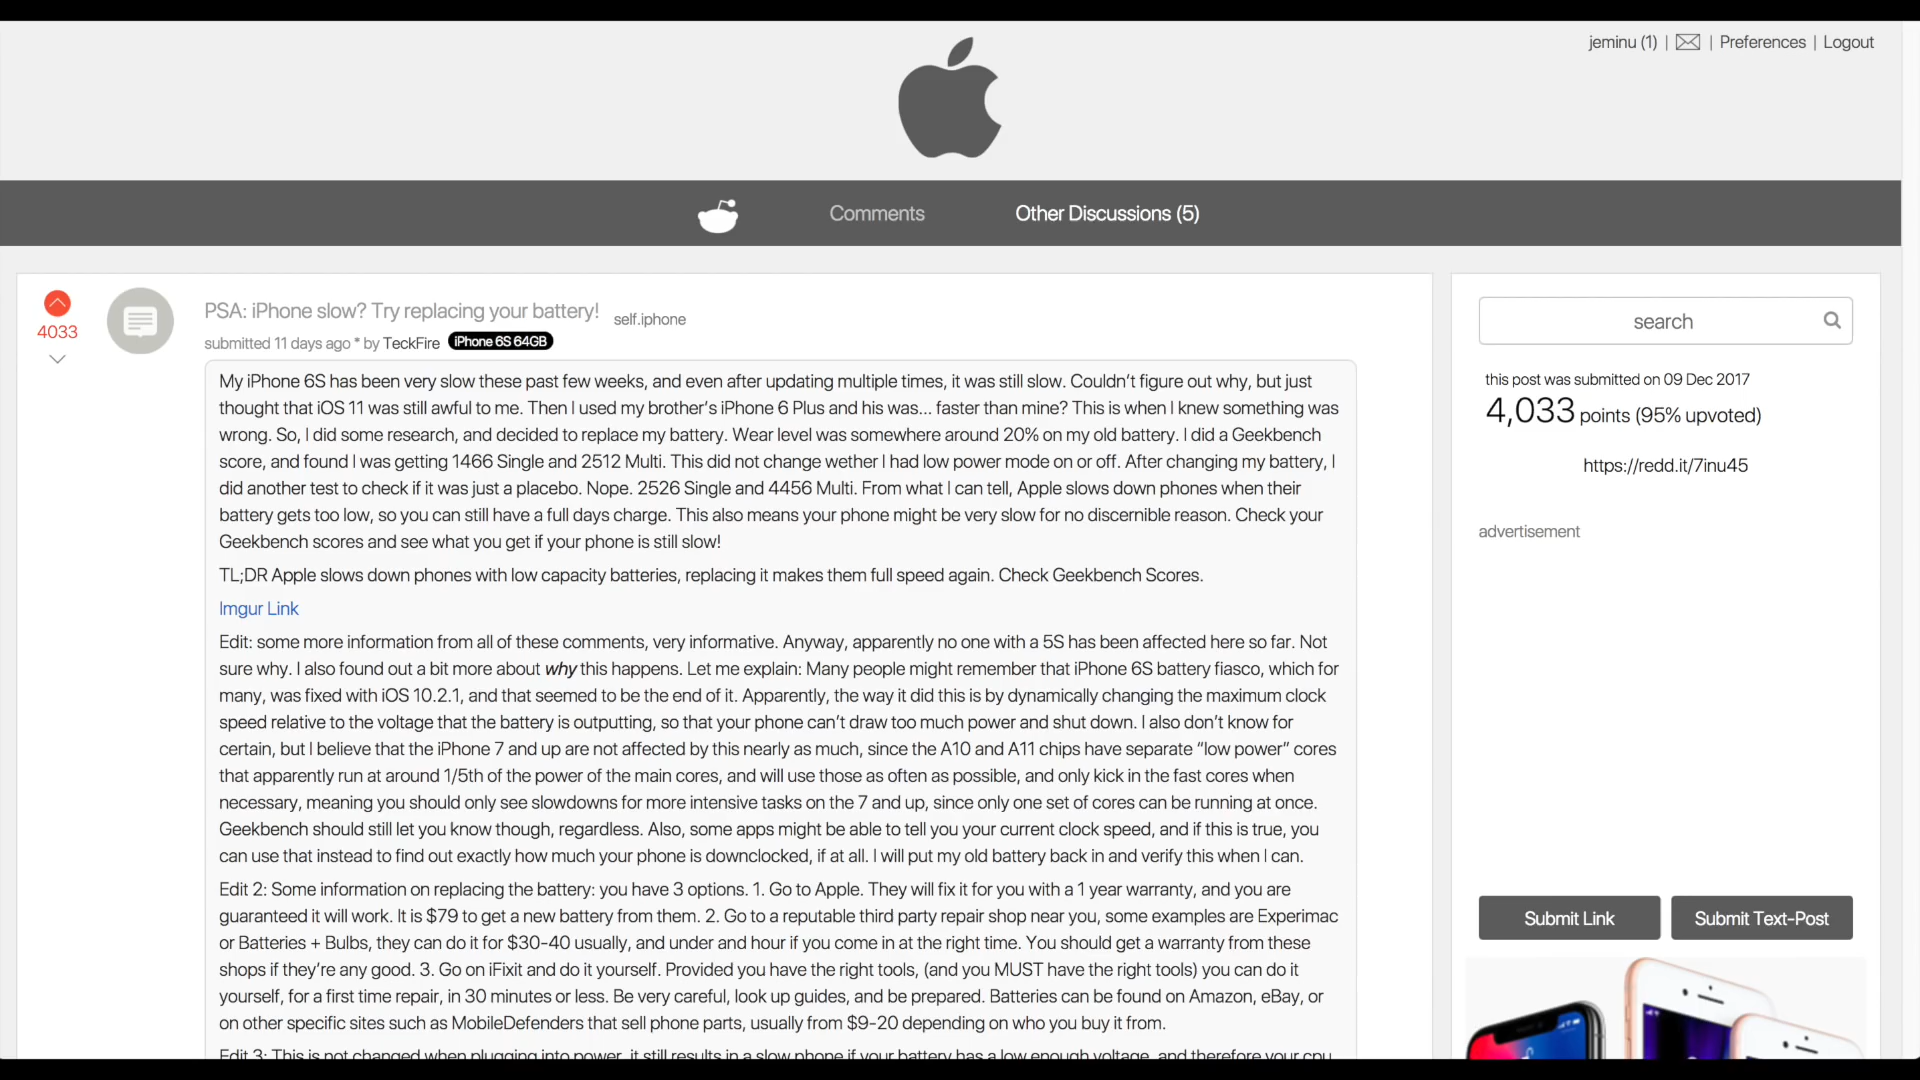 jeminu (1) | | Preferences | Logout
Comments
Other Discussions (5)
4033
PSA: iPhone slow? Try replacing your battery! self.iphone
submitted 11 days ago * by TeckFire iPhone 6S 64GB
My iPhone 6S has been very slow these past few weeks, and even after updating multiple times, it was still slow. Couldn't figure out why, but just
thought that iOS 11 was still awful to me. Then I used my brother's iPhone 6 Plus and his was... faster than mine? This is when I knew something was
wrong. So, I did some research, and decided to replace my battery. Wear level was somewhere around 20% on my old battery. I did a Geekbench
score, and found I was getting 1466 Single and 2512 Multi. This did not change wether I had low power mode on or off. After changing my battery, I
did another test to check if it was just a placebo. Nope. 2526 Single and 4456 Multi. From what I can tell, Apple slows down phones when their
battery gets too low, so you can still have a full days charge. This also means your phone might be very slow for no discernible reason. Check your
Geekbench scores and see what you get if your phone is still slow!
TL;DR Apple slows down phones with low capacity batteries, replacing it makes them full speed again. Check Geekbench Scores.
Imgur Link
Edit: some more information from all of these comments, very informative. Anyway, apparently no one with a 5S has been affected here so far. Not
sure why. I also found out a bit more about why this happens. Let me explain: Many people might remember that iPhone 6S battery fiasco, which for
many, was fixed with iOS 10.2.1, and that seemed to be the end of it. Apparently, the way it did this is by dynamically changing the maximum clock
speed relative to the voltage that the battery is outputting, so that your phone can't draw too much power and shut down. I also don't know for
certain, but I believe that the iPhone 7 and up are not affected by this nearly as much, since the A10 and A11 chips have separate "low power" cores
that apparently run at around 1/5th of the power of the main cores, and will use those as often as possible, and only kick in the fast cores when
necessary, meaning you should only see slowdowns for more intensive tasks on the 7 and up, since only one set of cores can be running at once.
Geekbench should still let you know though, regardless. Also, some apps might be able to tell you your current clock speed, and if this is true, you
can use that instead to find out exactly how much your phone is downclocked, if at all. I will put my old battery back in and verify this when I can.
Edit 2: Some information on replacing the battery: you have 3 options. 1. Go to Apple. They will fix it for you with a 1 year warranty, and you are
guaranteed it will work. It is $79 to get a new battery from them. 2. Go to a reputable third party repair shop near you, some examples are Experimac
or Batteries + Bulbs, they can do it for $30-40 usually, and under and hour if you come in at the right time. You should get a warranty from these
shops if they're any good. 3. Go on iFixit and do it yourself. Provided you have the right tools, (and you MUST have the right tools) you can do it
yourself, for a first time repair, in 30 minutes or less. Be very careful, look up guides, and be prepared. Batteries can be found on Amazon, eBay, or
on other specific sites such as MobileDefenders that sell phone parts, usually from $9-20 depending on who you buy it from.
Edit 3: This is not changed when plugging into power, it still results in a slow phone if your battery has a low enough voltage, and therefore your cpu
search
this post was submitted on 09 Dec 2017
4,033 points (95% upvoted)
https://redd.it/7inu45
advertisement
Submit Link
Submit Text-Post